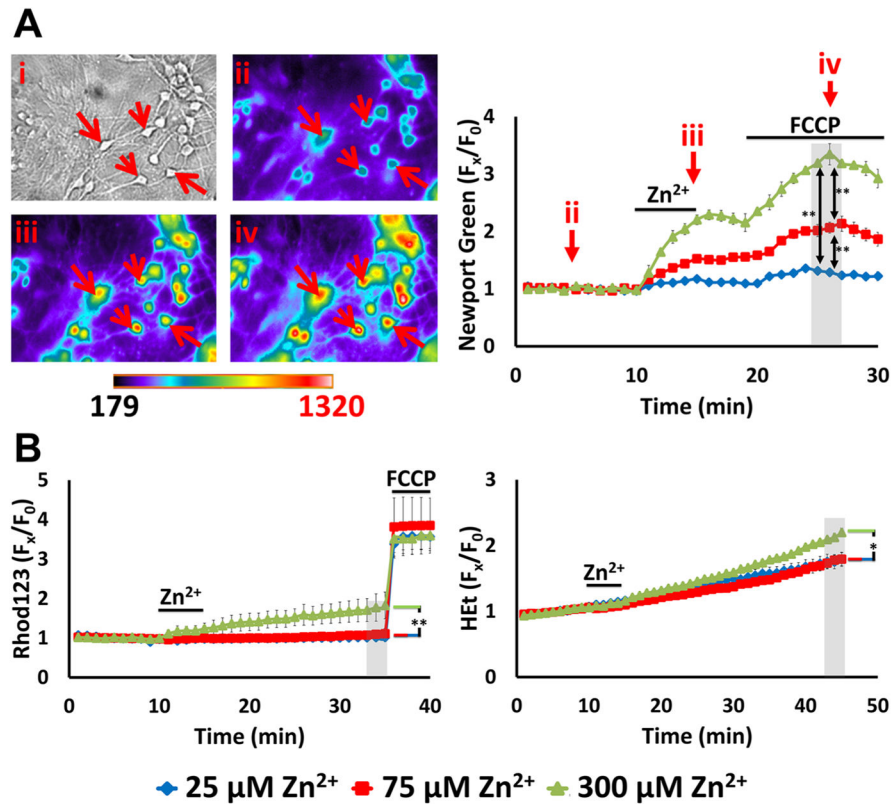 A
i
ii
iii
iv
179
1320
Newport Green (Fₓ/F₀)
4
3
2
1
0
ii
iii
iv
Zn²⁺
FCCP
**
**
**
0
10
20
30
Time (min)
B
Rhod123 (Fₓ/F₀)
5
4
3
2
1
0
Zn²⁺
FCCP
**
0
10
20
30
40
Time (min)
HEt (Fₓ/F₀)
3
2
1
0
Zn²⁺
*
0
10
20
30
40
50
Time (min)
25 µM Zn²⁺
75 µM Zn²⁺
300 µM Zn²⁺